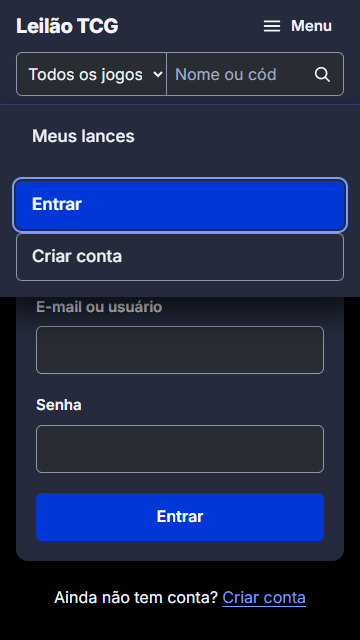 Leilão TCG
Menu
Todos os jogos
Nome ou cód
Meus lances
Entrar
Criar conta
E-mail ou usuário
Senha
Entrar
Ainda não tem conta? Criar conta